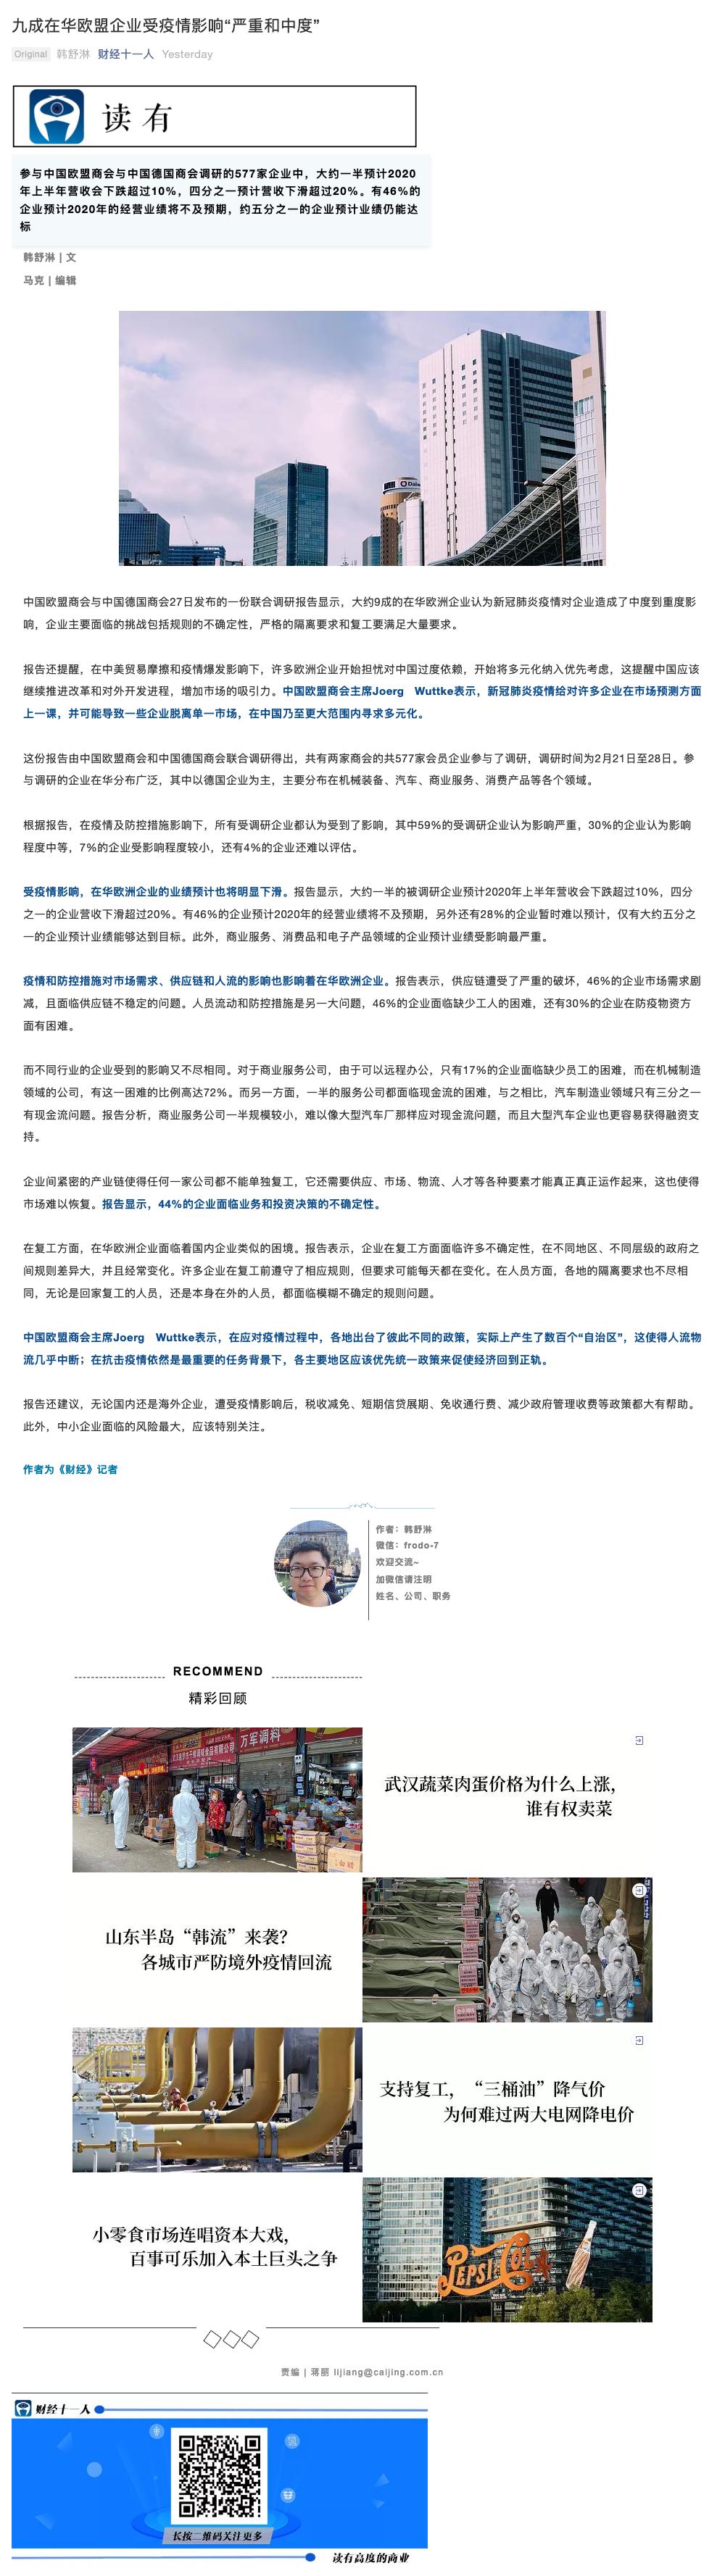 九成在华欧盟企业受疫情影响“严重和中度”
Original 韩舒淋 财经十一人 Yesterday
读有
参与中国欧盟商会与中国德国商会调研的577家企业中，大约一半预计2020
年上半年营收会下跌超过10%，四分之一预计营收下滑超过20%。有46%的
企业预计2020年的经营业绩将不及预期，约五分之一的企业预计业绩仍能达
标
韩舒淋 | 文
马克 | 编辑
中国欧盟商会与中国德国商会27日发布的一份联合调研报告显示，大约9成的在华欧洲企业认为新冠肺炎疫情对企业造成了中度到重度影
响，企业主要面临的挑战包括规则的不确定性，严格的隔离要求和复工要满足大量要求。
报告还提醒，在中美贸易摩擦和疫情爆发影响下，许多欧洲企业开始担忧对中国过度依赖，开始将多元化纳入优先考虑，这提醒中国应该
继续推进改革和对外开发进程，增加市场的吸引力。中国欧盟商会主席Joerg Wuttke表示，新冠肺炎疫情给对许多企业在市场预测方面
上一课，并可能导致一些企业脱离单一市场，在中国乃至更大范围内寻求多元化。
这份报告由中国欧盟商会和中国德国商会联合调研得出，共有两家商会的共577家会员企业参与了调研，调研时间为2月21日至28日。参
与调研的企业在华分布广泛，其中以德国企业为主，主要分布在机械装备、汽车、商业服务、消费产品等各个领域。
根据报告，在疫情及防控措施影响下，所有受调研企业都认为受到了影响，其中59%的受调研企业认为影响严重，30%的企业认为影响
程度中等，7%的企业受影响程度较小，还有4%的企业还难以评估。
受疫情影响，在华欧洲企业的业绩预计也将明显下滑。报告显示，大约一半的被调研企业预计2020年上半年营收会下跌超过10%，四分
之一的企业营收下滑超过20%。有46%的企业预计2020年的经营业绩将不及预期，另外还有28%的企业暂时难以预计，仅有大约五分之
一的企业预计业绩能够达到目标。此外，商业服务、消费品和电子产品领域的企业预计业绩受影响最严重。
疫情和防控措施对市场需求、供应链和人流的影响也影响着在华欧洲企业。报告表示，供应链遭受了严重的破坏，46%的企业市场需求剧
减，且面临供应链不稳定的问题。人员流动和防控措施是另一大问题，46%的企业面临缺少工人的困难，还有30%的企业在防疫物资方
面有困难。
而不同行业的企业受到的影响又不尽相同。对于商业服务公司，由于可以远程办公，只有17%的企业面临缺少员工的困难，而在机械制造
领域的公司，有这一困难的比例高达72%。而另一方面，一半的服务公司都面临现金流的困难，与之相比，汽车制造业领域只有三分之一
有现金流问题。报告分析，商业服务公司一半规模较小，难以像大型汽车厂那样应对现金流问题，而且大型汽车企业也更容易获得融资支
持。
企业间紧密的产业链使得任何一家公司都不能单独复工，它还需要供应、市场、物流、人才等各种要素才能真正真正运作起来，这也使得
市场难以恢复。报告显示，44%的企业面临业务和投资决策的不确定性。
在复工方面，在华欧洲企业面临着国内企业类似的困境。报告表示，企业在复工方面面临许多不确定性，在不同地区、不同层级的政府之
间规则差异大，并且经常变化。许多企业在复工前遵守了相应规则，但要求可能每天都在变化。在人员方面，各地的隔离要求也不尽相
同，无论是回家复工的人员，还是本身在外的人员，都面临模糊不确定的规则问题。
中国欧盟商会主席Joerg Wuttke表示，在应对疫情过程中，各地出台了彼此不同的政策，实际上产生了数百个“自治区”，这使得人流物
流几乎中断；在抗击疫情依然是最重要的任务背景下，各主要地区应该优先统一政策来促使经济回到正轨。
报告还建议，无论国内还是海外企业，遭受疫情影响后，税收减免、短期信贷展期、免收通行费、减少政府管理收费等政策都大有帮助。
此外，中小企业面临的风险最大，应该特别关注。
作者为《财经》记者
作者：韩舒淋
微信：frodo-7
欢迎交流~
加微信请注明
姓名、公司、职务
RECOMMEND
精彩回顾
万军调料
武汉蔬菜肉蛋价格为什么上涨，
谁有权卖菜
山东半岛“韩流”来袭？
各城市严防境外疫情回流
支持复工，“三桶油”降气价
为何难过两大电网降电价
小零食市场连唱资本大戏，
百事可乐加入本土巨头之争
PEPSI Cola
责编 | 蒋丽 lijiang@caijing.com.cn
财经十一人
长按二维码关注更多
读有高度的商业